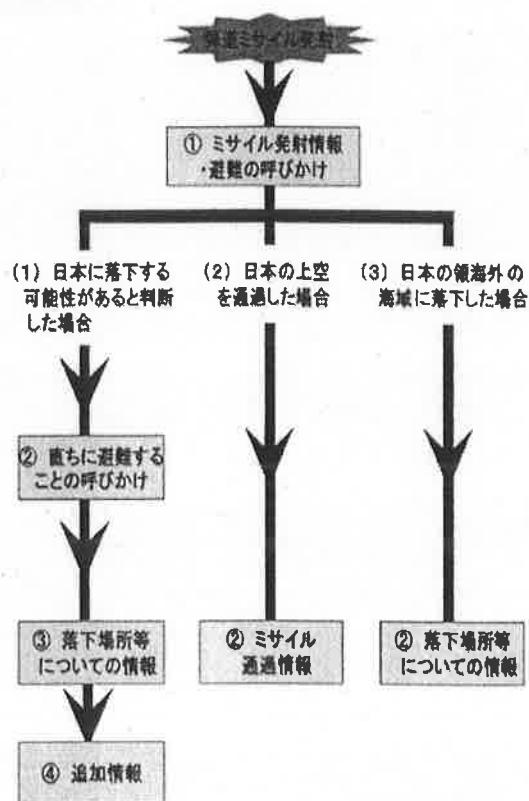 弾道ミサイル発射
① ミサイル発射情報
・避難の呼びかけ
(1) 日本に落下する
可能性があると判断
した場合
(2) 日本の上空
を通過した場合
(3) 日本の領海外の
海域に落下した場合
② 直ちに避難する
ことの呼びかけ
③ 落下場所等
についての情報
② ミサイル
通過情報
② 落下場所等
についての情報
④ 追加情報